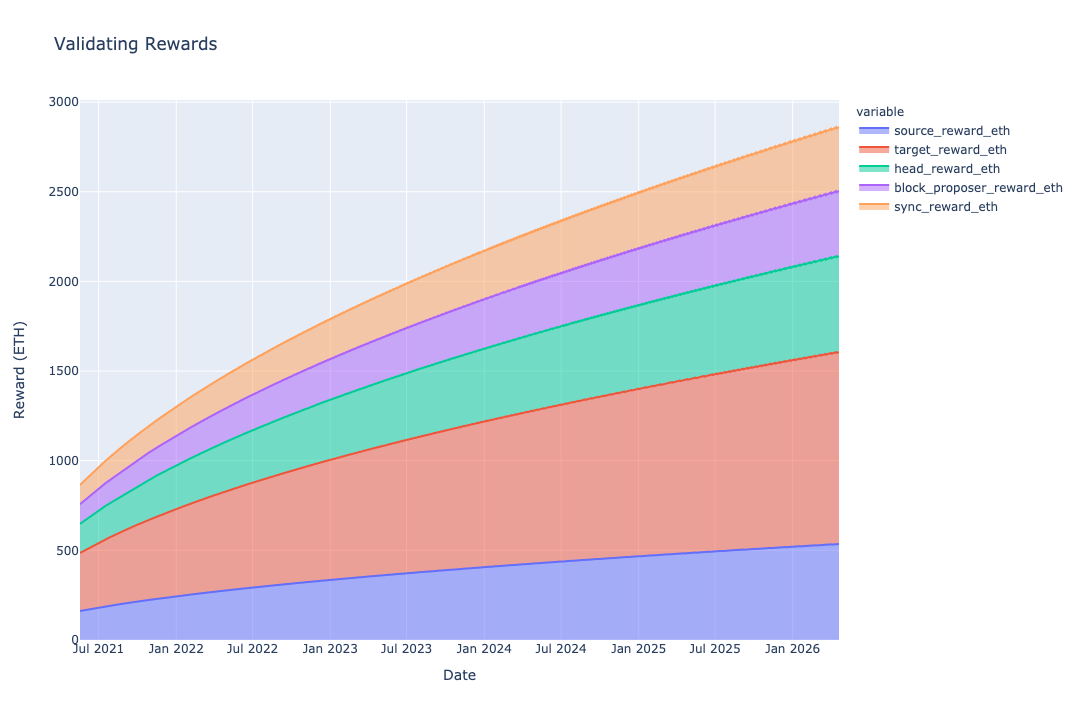 Validating Rewards
3000
2500
2000
1500
1000
500
0
Reward (ETH)
Jul 2021 Jan 2022 Jul 2022 Jan 2023 Jul 2023 Jan 2024 Jul 2024 Jan 2025 Jul 2025 Jan 2026
Date
variable
source_reward_eth
target_reward_eth
head_reward_eth
block_proposer_reward_eth
sync_reward_eth